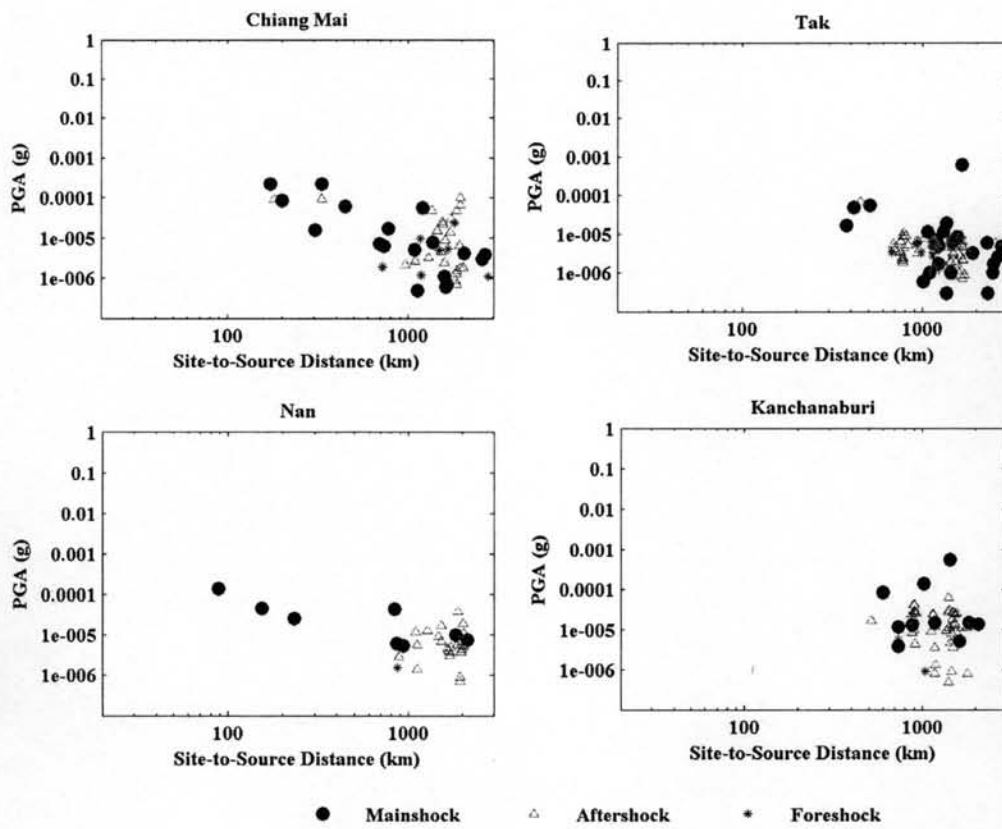 Chiang Mai
1
0.1
0.01
0.001
0.0001
1e-005
1e-006
PGA (g)
100
1000
Site-to-Source Distance (km)
Tak
1
0.1
0.01
0.001
0.0001
1e-005
1e-006
PGA (g)
100
1000
Site-to-Source Distance (km)
Nan
1
0.1
0.01
0.001
0.0001
1e-005
1e-006
PGA (g)
100
1000
Site-to-Source Distance (km)
Kanchanaburi
1
0.1
0.01
0.001
0.0001
1e-005
1e-006
PGA (g)
100
1000
Site-to-Source Distance (km)
Mainshock
Aftershock
Foreshock